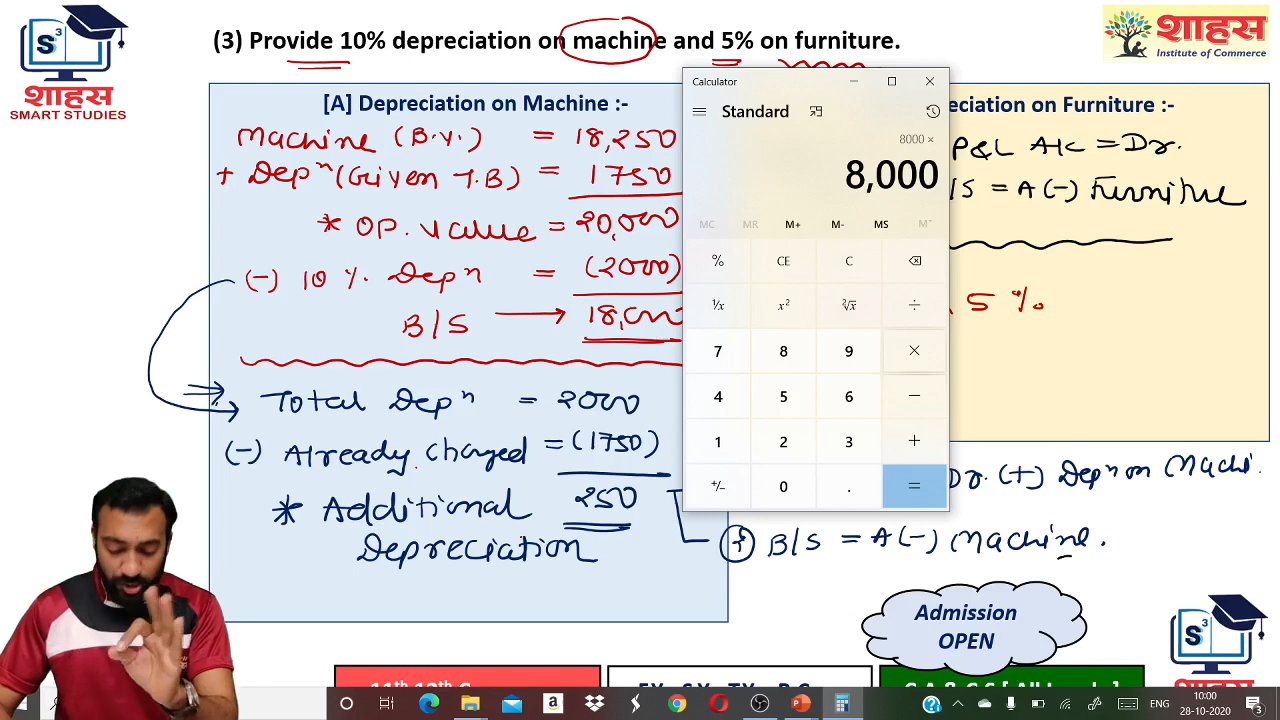 S³
शाहस
SMART STUDIES
(3) Provide 10% depreciation on machine and 5% on furniture.
शाहस
Institute of Commerce
[A] Depreciation on Machine :-
Machine (B.V.) = 18,250
+ Depⁿ (Given T.B) = 1750
* OP. Value = 20,000
(-) 10 %. Depⁿ = (2000)
B/S → 18,000
Total Depⁿ = 2000
(-) Already charged = (1750)
* Additional 250
Depreciation
Calculator
Standard
8000 ×
8,000
MC MR M+ M- MS M˅
% CE C
¹/x x² ²√x ÷
7 8 9 ×
4 5 6 −
1 2 3 +
+/− 0 . =
eciation on Furniture :-
P&L A/c = Dr.
/S = A (-) Furniture
5 %
Dr. (+) Depⁿ on Machi.
(f) B/S = A (-) Machine.
Admission
OPEN
S³
10:00
28-10-2020